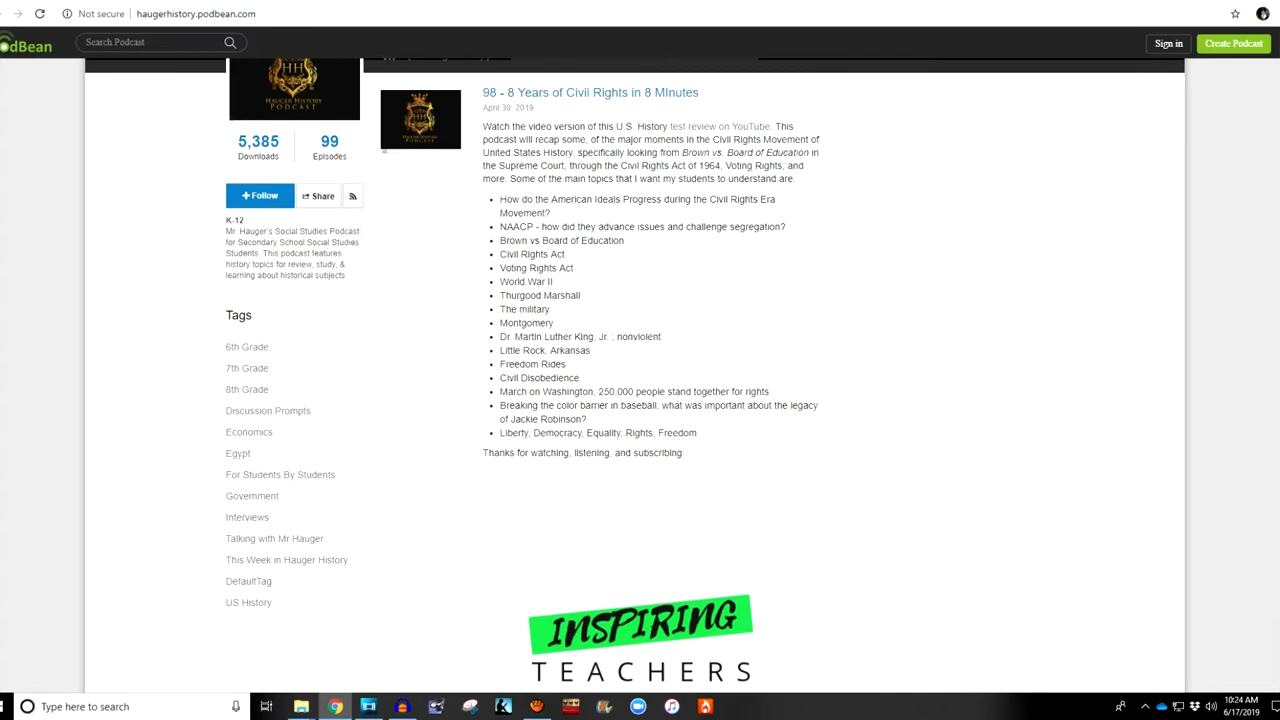 Not secure
haugerhistory.podbean.com
odBean
Search Podcast
Sign in
Create Podcast
HH
HAUGER HISTORY
PODCAST
5,385
99
Downloads
Episodes
+ Follow
Share
K-12
Mr. Hauger's Social Studies Podcast
for Secondary School Social Studies
Students. This podcast features
history topics for review, study, &
learning about historical subjects
Tags
6th Grade
7th Grade
8th Grade
Discussion Prompts
Economics
Egypt
For Students By Students
Government
Interviews
Talking with Mr Hauger
This Week in Hauger History
DefaultTag
US History
HH
98 - 8 Years of Civil Rights in 8 MInutes
April 30, 2019
Watch the video version of this U.S. History test review on YouTube. This
podcast will recap some, of the major moments in the Civil Rights Movement of
United States History, specifically looking from Brown vs. Board of Education in
the Supreme Court, through the Civil Rights Act of 1964, Voting Rights, and
more. Some of the main topics that I want my students to understand are.
• How do the American Ideals Progress during the Civil Rights Era
Movement?
• NAACP - how did they advance issues and challenge segregation?
• Brown vs Board of Education
• Civil Rights Act
• Voting Rights Act
• World War II
• Thurgood Marshall
• The military
• Montgomery
• Dr. Martin Luther KIng, Jr. ; nonviolent
• Little Rock, Arkansas
• Freedom Rides
• Civil Disobedience
• March on Washington, 250,000 people stand together for rights
• Breaking the color barrier in baseball, what was important about the legacy
of Jackie Robinson?
• Liberty, Democracy, Equality, Rights, Freedom
Thanks for watching, listening, and subscribing.
INSPIRING
TEACHERS
Type here to search
10:24 AM
6/17/2019